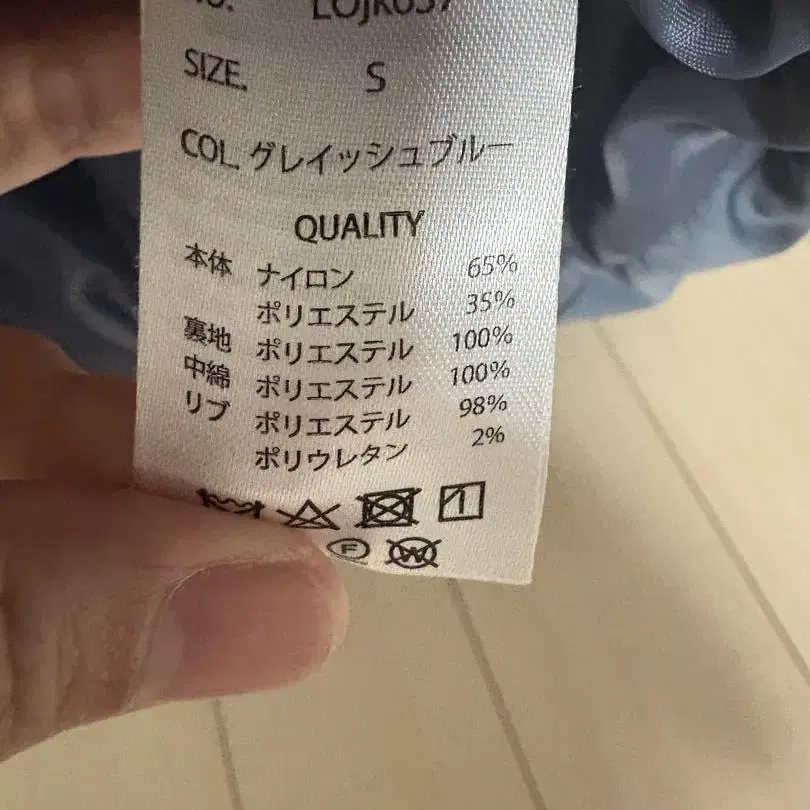 SIZE. S
COL. グレイッシュブルー
QUALITY
本体 ナイロン 65%
ポリエステル 35%
裏地 ポリエステル 100%
中綿 ポリエステル 100%
リブ ポリエステル 98%
ポリウレタン 2%
F W